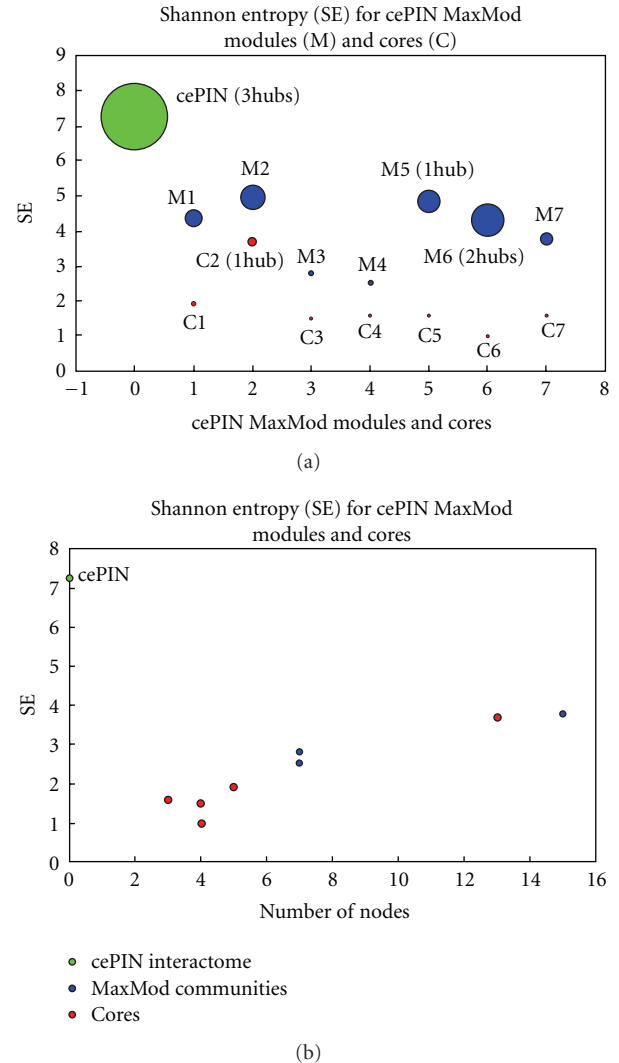 Shannon entropy (SE) for cePIN MaxMod
modules (M) and cores (C)
9
8
7
6
5
4
3
2
1
0
SE
cePIN (3hubs)
M1
M2
M5 (1hub)
M6 (2hubs)
M7
C2 (1hub)
M3
M4
C1
C3
C4
C5
C6
C7
−1 0 1 2 3 4 5 6 7 8
cePIN MaxMod modules and cores
(a)
Shannon entropy (SE) for cePIN MaxMod
modules and cores
8
7
6
5
4
3
2
1
0
SE
cePIN
0 2 4 6 8 10 12 14 16
Number of nodes
cePIN interactome
MaxMod communities
Cores
(b)